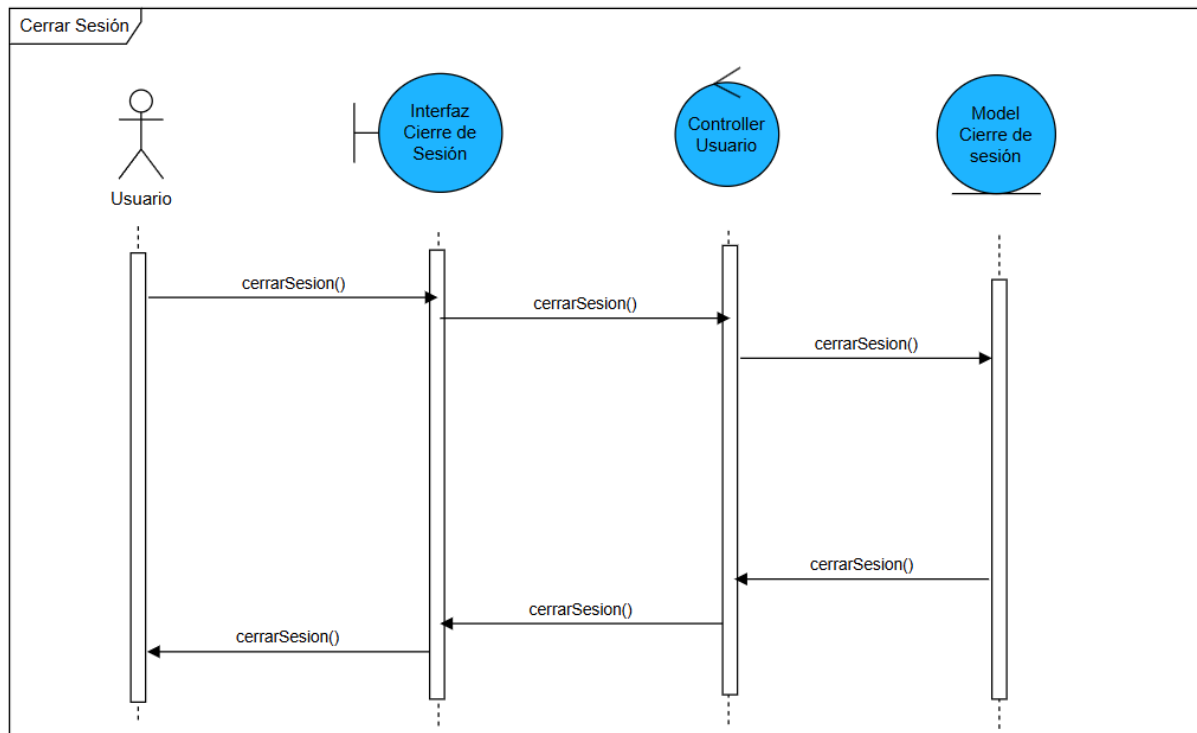 Cerrar Sesión
Interfaz
Cierre de
Sesión
Controller
Usuario
Model
Cierre de
sesión
Usuario
cerrarSesion()
cerrarSesion()
cerrarSesion()
cerrarSesion()
cerrarSesion()
cerrarSesion()